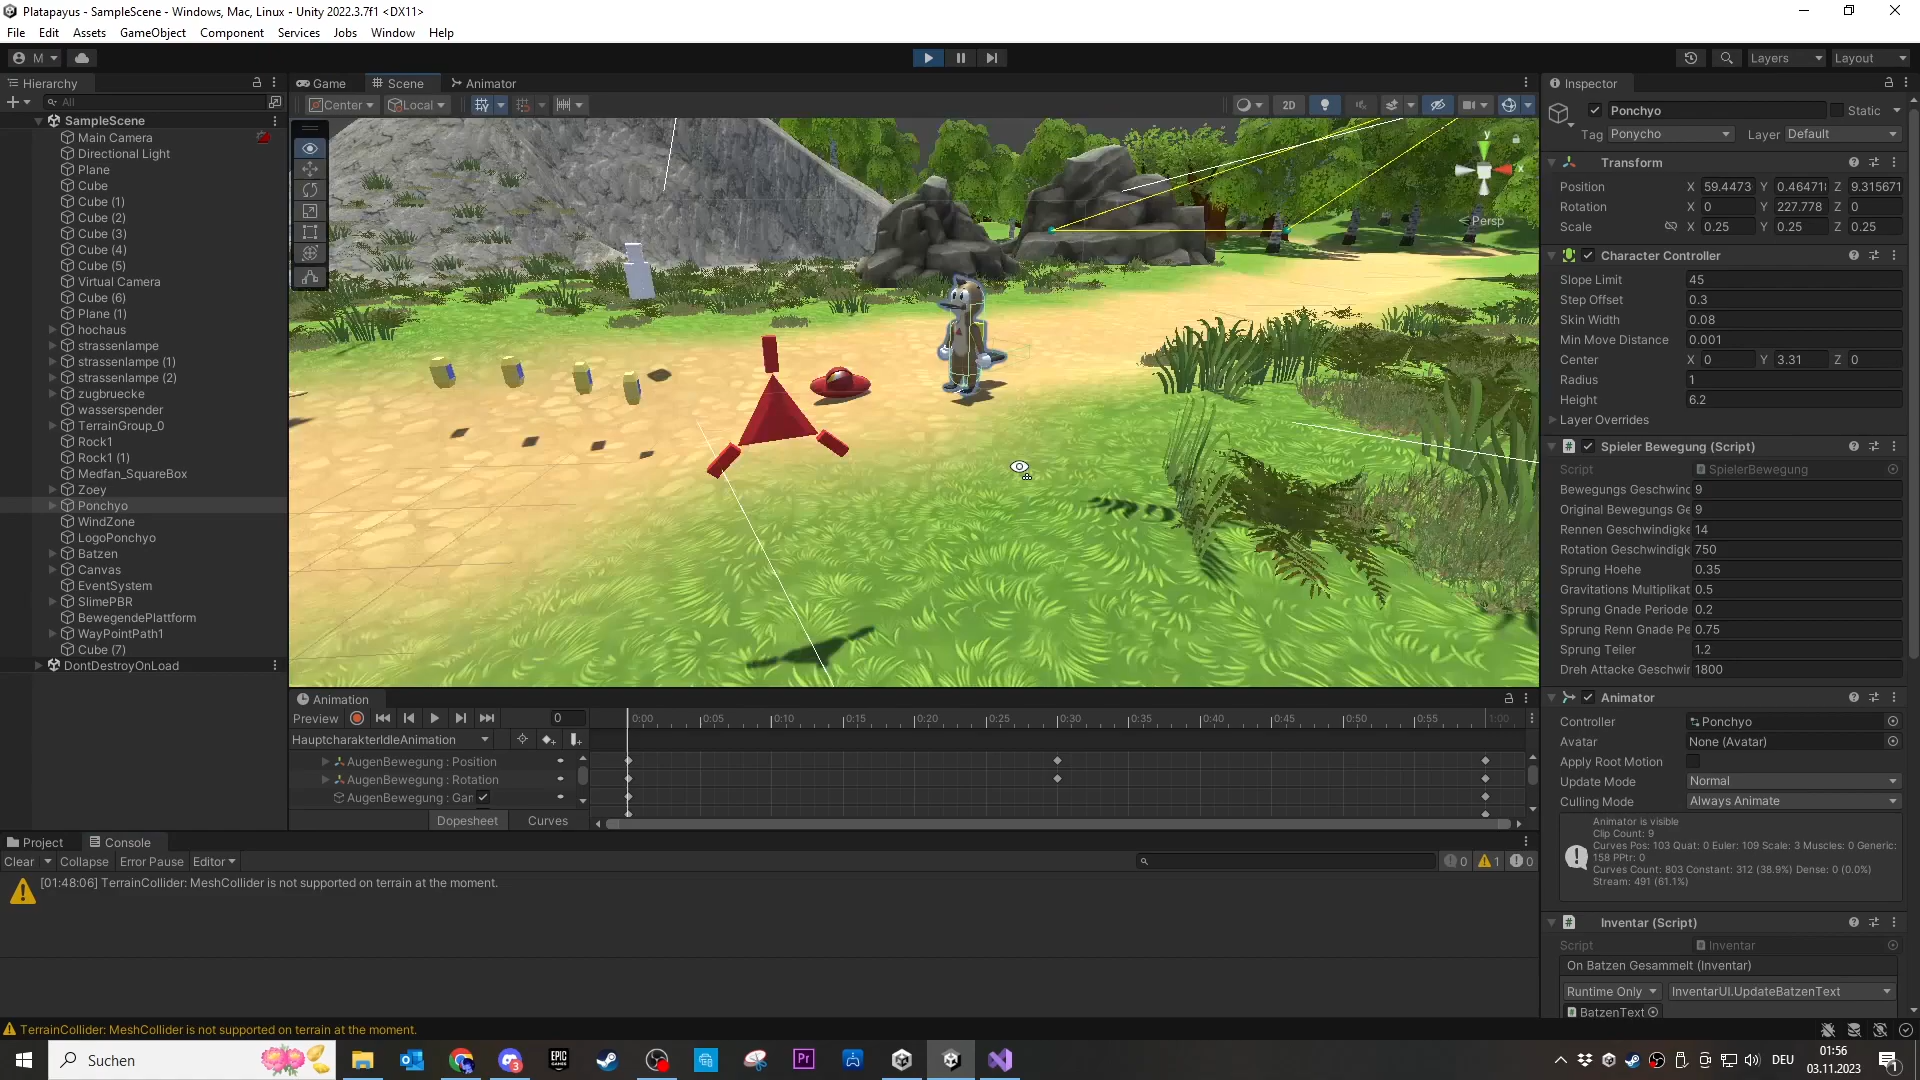 Platapayus - SampleScene - Windows, Mac, Linux - Unity 2022.3.7f1 <DX11>
File Edit Assets GameObject Component Services Jobs Window Help
M Layers Layout
Hierarchy
All
SampleScene
Main Camera
Directional Light
Plane
Cube
Cube (1)
Cube (2)
Cube (3)
Cube (4)
Cube (5)
Virtual Camera
Cube (6)
Plane (1)
hochaus
strassenlampe
strassenlampe (1)
strassenlampe (2)
zugbruecke
wasserspender
TerrainGroup_0
Rock1
Rock1 (1)
Medfan_SquareBox
Zoey
Ponchyo
WindZone
LogoPonchyo
Batzen
Canvas
EventSystem
SlimePBR
BewegendePlattform
WayPointPath1
Cube (7)
DontDestroyOnLoad
Game Scene Animator
Center Local 2D
y
x
Persp
Animation
Preview 0 0:00 0:05 0:10 0:15 0:20 0:25 0:30 0:35 0:40 0:45 0:50 0:55 1:00
HauptcharakterIdleAnimation
AugenBewegung : Position
AugenBewegung : Rotation
AugenBewegung : Gar
Dopesheet Curves
Inspector
Ponchyo Static
Tag Ponycho Layer Default
Transform
Position X 59.4473 Y 0.46471 Z 9.315671
Rotation X 0 Y 227.778 Z 0
Scale X 0.25 Y 0.25 Z 0.25
Character Controller
Slope Limit 45
Step Offset 0.3
Skin Width 0.08
Min Move Distance 0.001
Center X 0 Y 3.31 Z 0
Radius 1
Height 6.2
Layer Overrides
Spieler Bewegung (Script)
Script SpielerBewegung
Bewegungs Geschwind 9
Original Bewegungs Ge 9
Rennen Geschwindigke 14
Rotation Geschwindigk 750
Sprung Hoehe 0.35
Gravitations Multiplikat 0.5
Sprung Gnade Periode 0.2
Sprung Renn Gnade Pe 0.75
Sprung Teiler 1.2
Dreh Attacke Geschwir 1800
Animator
Controller Ponchyo
Avatar None (Avatar)
Apply Root Motion
Update Mode Normal
Culling Mode Always Animate
Animator is visible
Clip Count: 9
Curves Pos: 103 Quat: 0 Euler: 109 Scale: 3 Muscles: 0 Generic:
158 PPtr: 0
Curves Count: 803 Constant: 312 (38.9%) Dense: 0 (0.0%)
Stream: 491 (61.1%)
Inventar (Script)
Script Inventar
On Batzen Gesammelt (Inventar)
Runtime Only InventarUI.UpdateBatzenText
BatzenText
Project Console
Clear Collapse Error Pause Editor 0 1 0
[01:48:06] TerrainCollider: MeshCollider is not supported on terrain at the moment.
TerrainCollider: MeshCollider is not supported on terrain at the moment.
Suchen
EPIC GAMES
Pr
3
DEU
01:56
03.11.2023
1